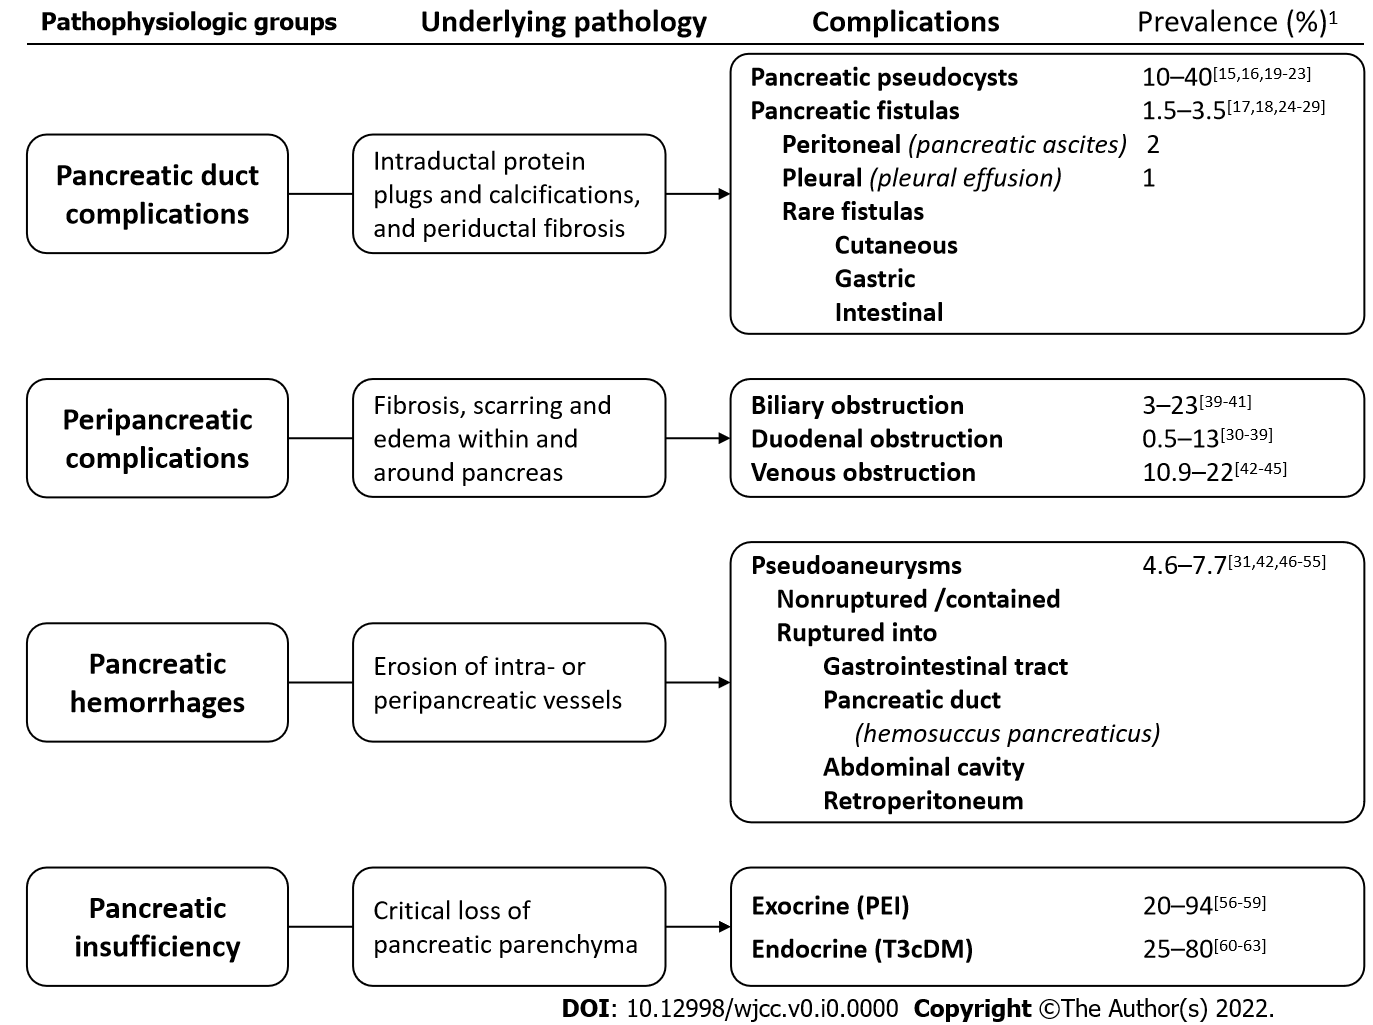 Pathophysiologic groups Underlying pathology Complications Prevalence (%)1
Pancreatic duct
complications
Intraductal protein
plugs and calcifications,
and periductal fibrosis
Pancreatic pseudocysts 10–40[15,16,19-23]
Pancreatic fistulas 1.5–3.5[17,18,24-29]
Peritoneal (pancreatic ascites) 2
Pleural (pleural effusion) 1
Rare fistulas
Cutaneous
Gastric
Intestinal
Peripancreatic
complications
Fibrosis, scarring and
edema within and
around pancreas
Biliary obstruction 3–23[39-41]
Duodenal obstruction 0.5–13[30-39]
Venous obstruction 10.9–22[42-45]
Pancreatic
hemorrhages
Erosion of intra- or
peripancreatic vessels
Pseudoaneurysms 4.6–7.7[31,42,46-55]
Nonruptured /contained
Ruptured into
Gastrointestinal tract
Pancreatic duct
(hemosuccus pancreaticus)
Abdominal cavity
Retroperitoneum
Pancreatic
insufficiency
Critical loss of
pancreatic parenchyma
Exocrine (PEI) 20–94[56-59]
Endocrine (T3cDM) 25–80[60-63]
DOI: 10.12998/wjcc.v0.i0.0000 Copyright ©The Author(s) 2022.